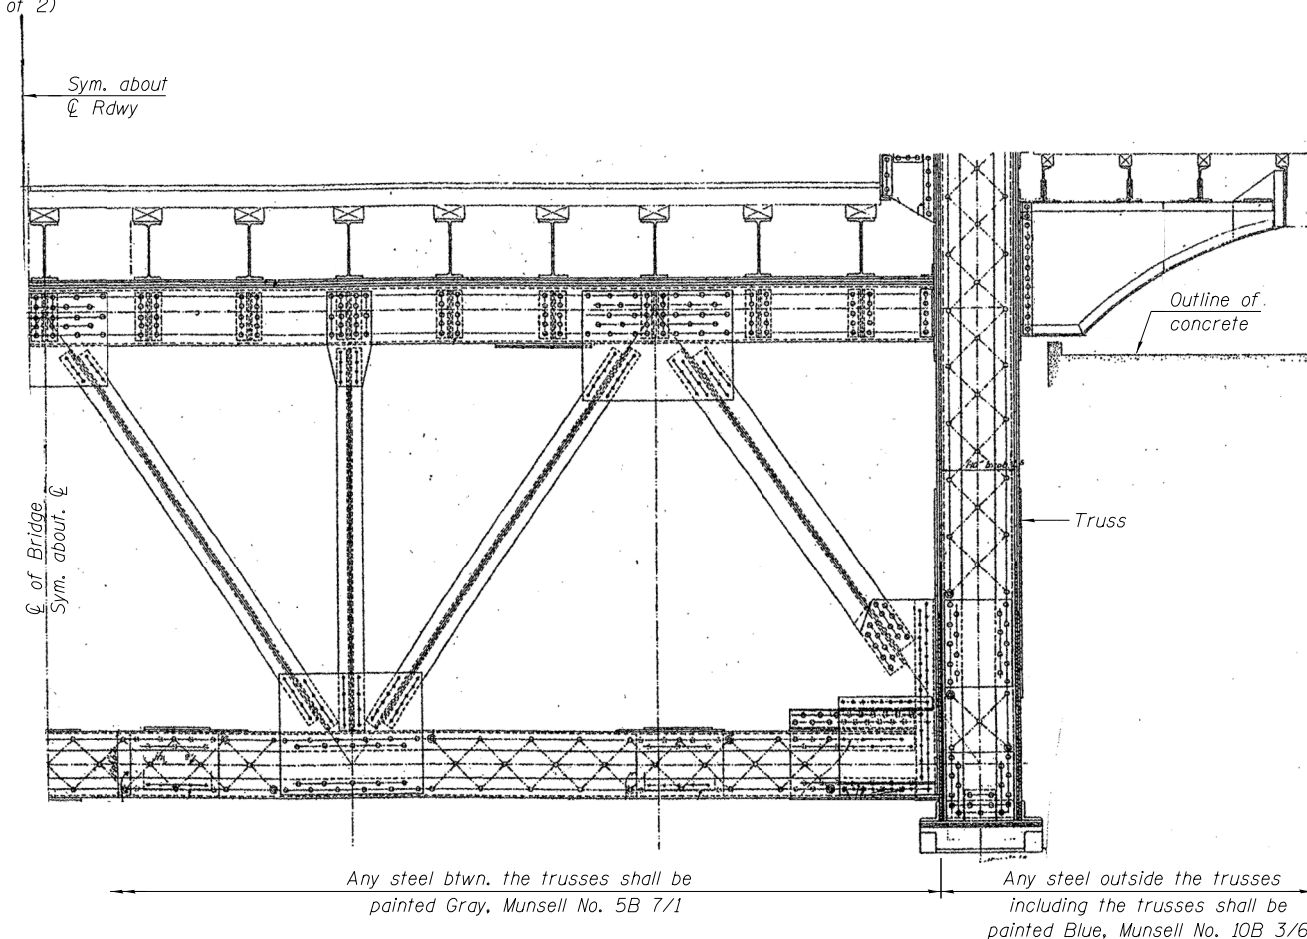 of 2)
Sym. about
℄ Rdwy
Outline of
concrete
Truss
℄ of Bridge
Sym. about. ℄
Any steel btwn. the trusses shall be
painted Gray, Munsell No. 5B 7/1
Any steel outside the trusses
including the trusses shall be
painted Blue, Munsell No. 10B 3/6